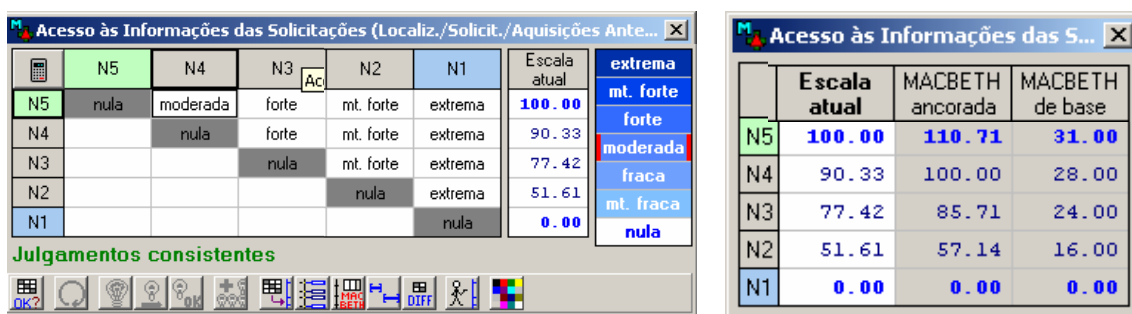 Acesso às Informações das Solicitações (Localiz./Solicit./Aquisições Ante...
N5 N4 N3 N2 N1 Escala atual
N5 nula moderada forte mt. forte extrema 100.00
N4 nula forte mt. forte extrema 90.33
N3 nula mt. forte extrema 77.42
N2 nula extrema 51.61
N1 nula 0.00
extrema
mt. forte
forte
moderada
fraca
mt. fraca
nula
Julgamentos consistentes
OK? OK MAC BETH DIFF
Acesso às Informações das S...
Escala atual MACBETH ancorada MACBETH de base
N5 100.00 110.71 31.00
N4 90.33 100.00 28.00
N3 77.42 85.71 24.00
N2 51.61 57.14 16.00
N1 0.00 0.00 0.00